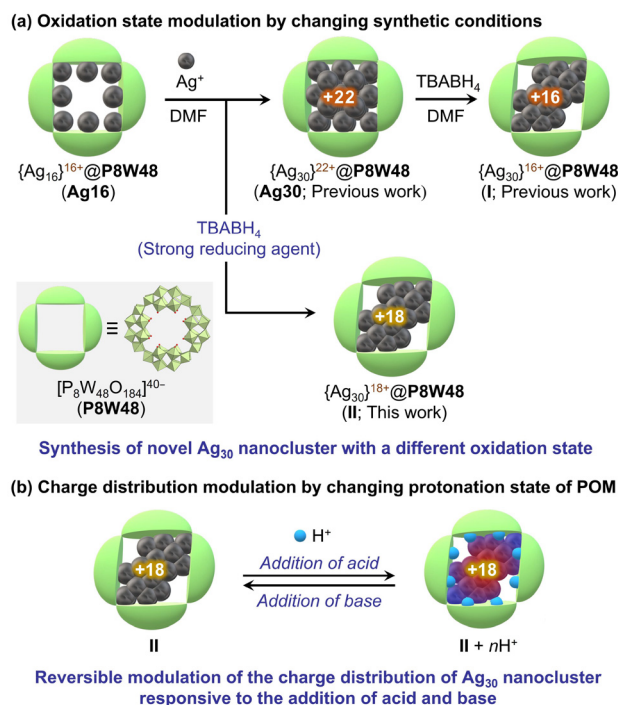 (a) Oxidation state modulation by changing synthetic conditions
Ag⁺
DMF
+22
TBABH₄
DMF
+16
{Ag₁₆}¹⁶⁺@P8W48
(Ag16)
{Ag₃₀}²²⁺@P8W48
(Ag30; Previous work)
{Ag₃₀}¹⁶⁺@P8W48
(I; Previous work)
TBABH₄
(Strong reducing agent)
≡
[P₈W₄₈O₁₈₄]⁴⁰⁻
(P8W48)
+18
{Ag₃₀}¹⁸⁺@P8W48
(II; This work)
Synthesis of novel Ag₃₀ nanocluster with a different oxidation state
(b) Charge distribution modulation by changing protonation state of POM
+18
H⁺
Addition of acid
Addition of base
+18
II
II + nH⁺
Reversible modulation of the charge distribution of Ag₃₀ nanocluster
responsive to the addition of acid and base